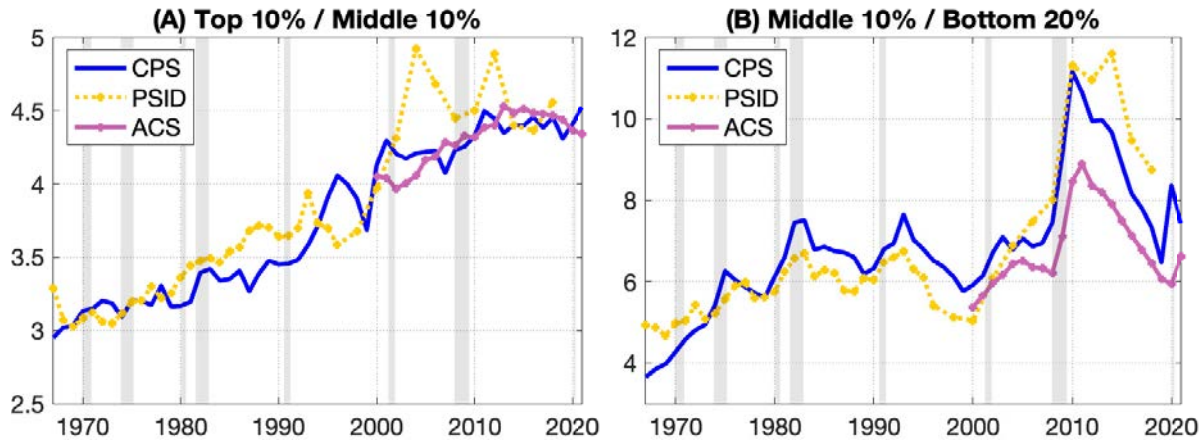 (A) Top 10% / Middle 10%
5
4.5
4
3.5
3
2.5
CPS
PSID
ACS
1970 1980 1990 2000 2010 2020
(B) Middle 10% / Bottom 20%
12
10
8
6
4
CPS
PSID
ACS
1970 1980 1990 2000 2010 2020